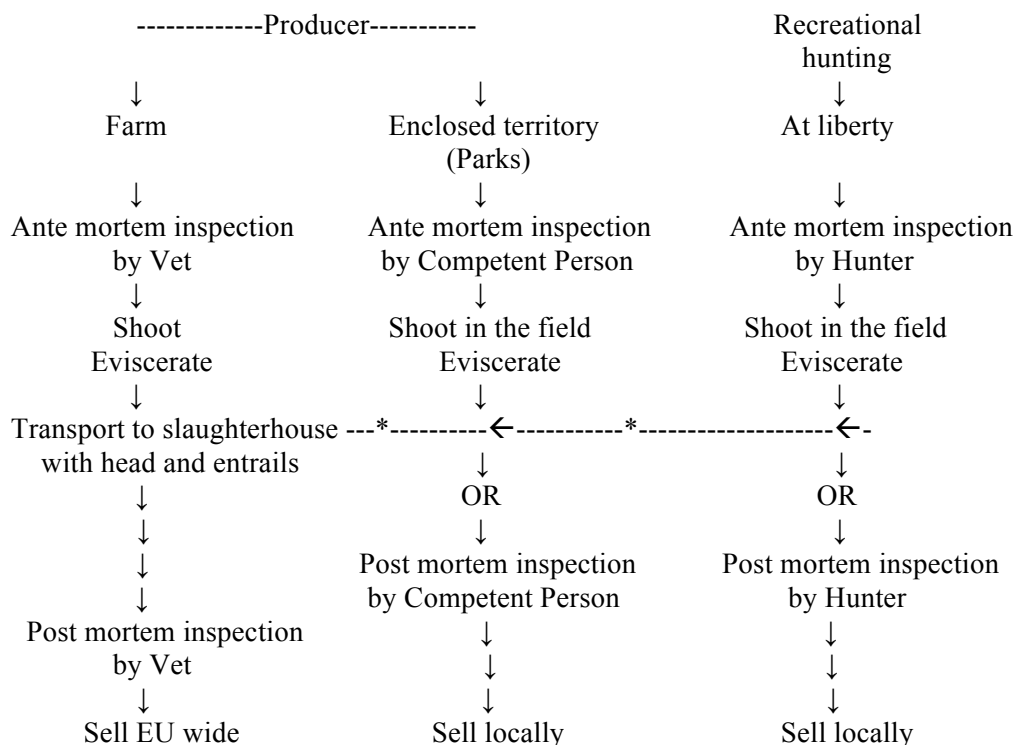 -------------Producer----------- Recreational
hunting
↓ ↓ ↓
Farm Enclosed territory At liberty
(Parks)
↓ ↓ ↓
Ante mortem inspection Ante mortem inspection Ante mortem inspection
by Vet by Competent Person by Hunter
↓ ↓ ↓
Shoot Shoot in the field Shoot in the field
Eviscerate Eviscerate Eviscerate
↓ ↓ ↓
Transport to slaughterhouse ---*----------←-----------*--------------------← -
with head and entrails ↓ ↓
↓ OR OR
↓ ↓ ↓
↓ Post mortem inspection Post mortem inspection
↓ by Competent Person by Hunter
Post mortem inspection ↓ ↓
by Vet ↓ ↓
↓ ↓ ↓
Sell EU wide Sell locally Sell locally